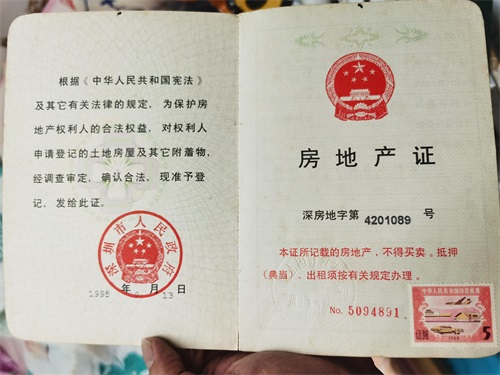 根据《中华人民共和国宪法》
及其它有关法律的规定，为保护房
地产权利人的合法权益，对权利人
申请登记的土地房屋及其它附着物，
经调查审定，确认合法，现准予登
记，发给此证。
深圳市人民政府
1995 年 月 13 日
房地产证
深房地字第 4201089 号
本证所记载的房地产，不得买卖。抵押
(典当)、出租须按有关规定办理。
No. 5094891
中华人民共和国印花税票
伍圆 1988 5